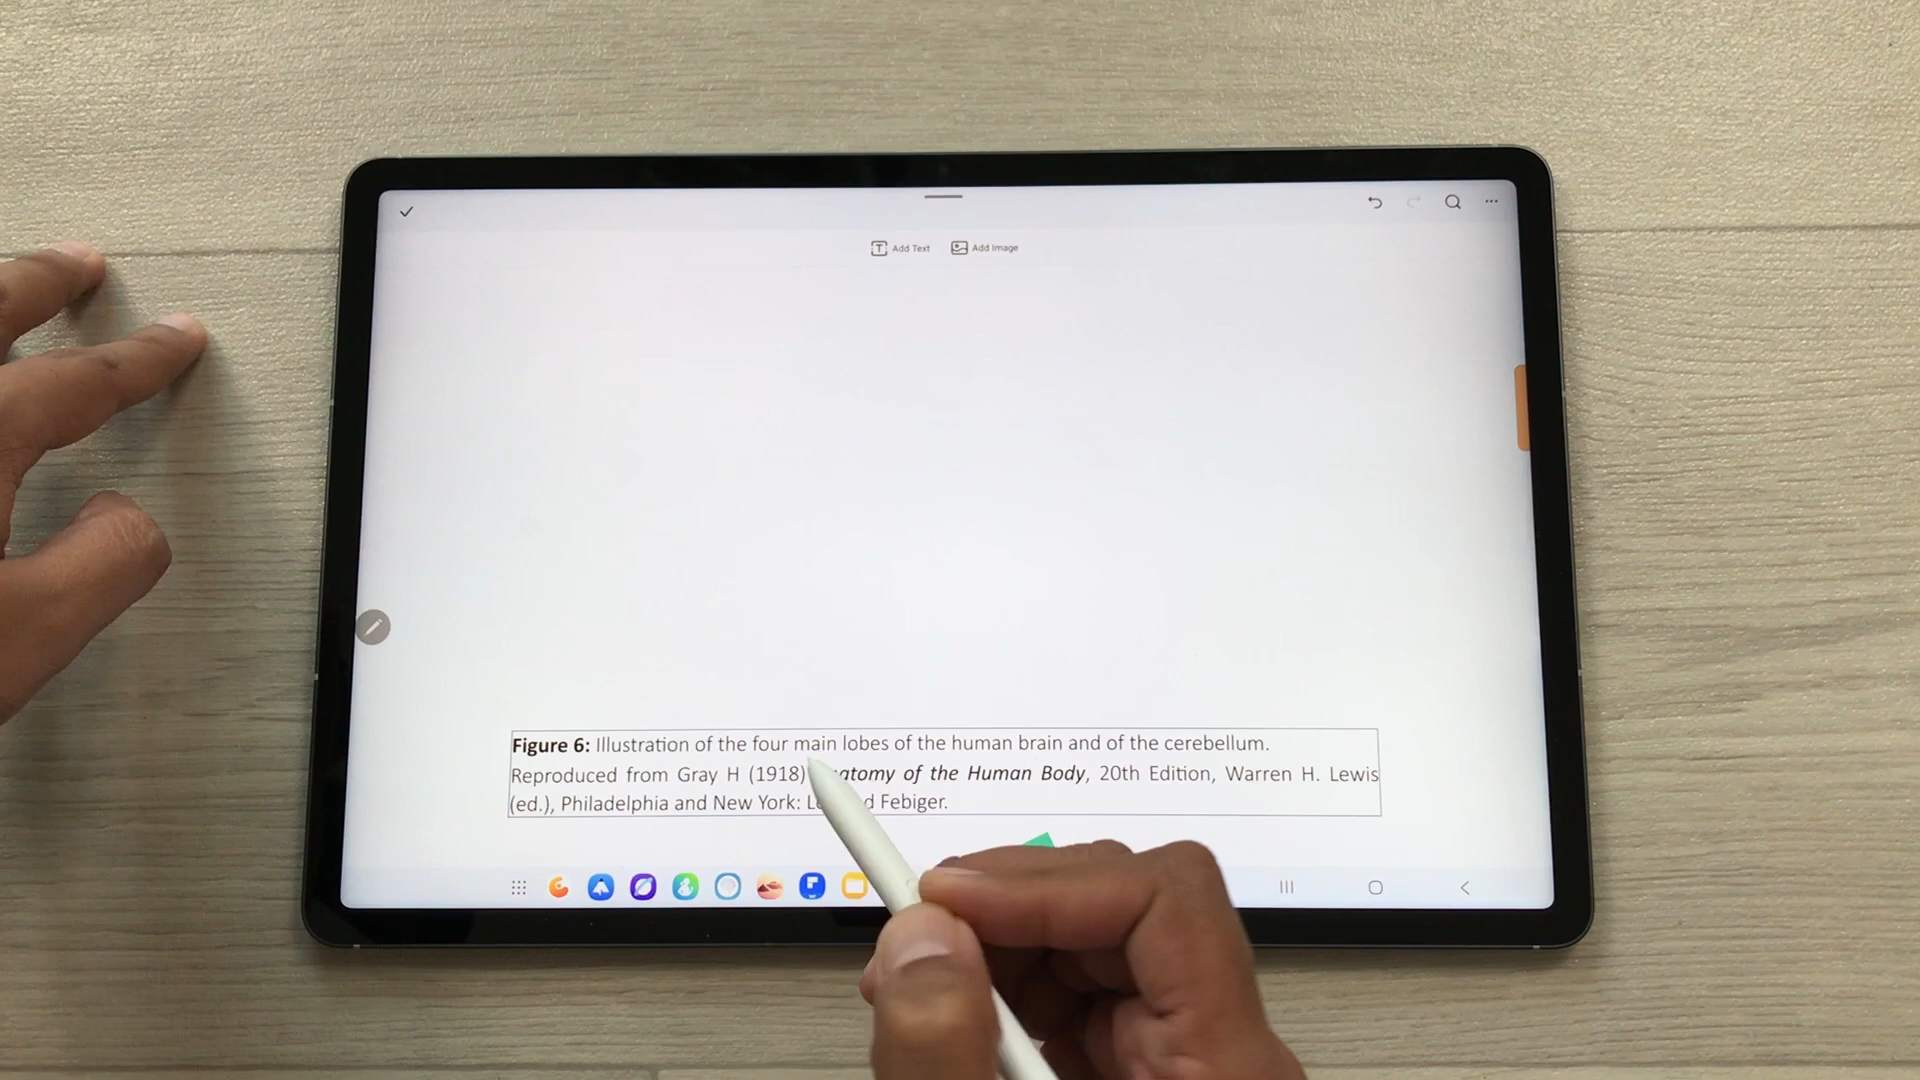 Add Text Add Image
Figure 6: Illustration of the four main lobes of the human brain and of the cerebellum.
Reproduced from Gray H (1918) atomy of the Human Body, 20th Edition, Warren H. Lewis
(ed.), Philadelphia and New York: Febiger.